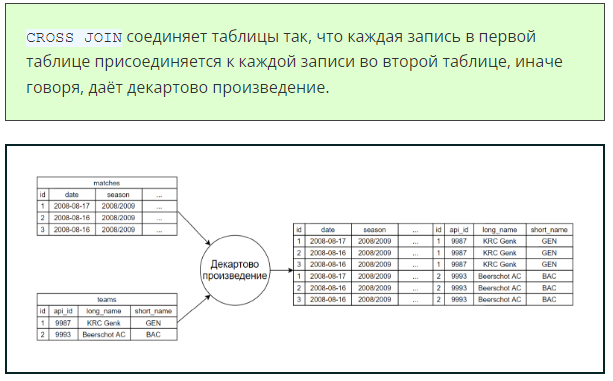 CROSS JOIN соединяет таблицы так, что каждая запись в первой
таблице присоединяется к каждой записи во второй таблице, иначе
говоря, даёт декартово произведение.
matches
id date season ...
1 2008-08-17 2008/2009 ...
2 2008-08-16 2008/2009 ...
3 2008-08-16 2008/2009 ...
teams
id api_id long_name short_name
1 9987 KRC Genk GEN
2 9993 Beerschot AC BAC
Декартово
произведение
id date season ... id api_id long_name short_name
1 2008-08-17 2008/2009 ... 1 9987 KRC Genk GEN
2 2008-08-16 2008/2009 ... 1 9987 KRC Genk GEN
3 2008-08-16 2008/2009 ... 1 9987 KRC Genk GEN
1 2008-08-17 2008/2009 ... 2 9993 Beerschot AC BAC
2 2008-08-16 2008/2009 ... 2 9993 Beerschot AC BAC
3 2008-08-16 2008/2009 ... 2 9993 Beerschot AC BAC